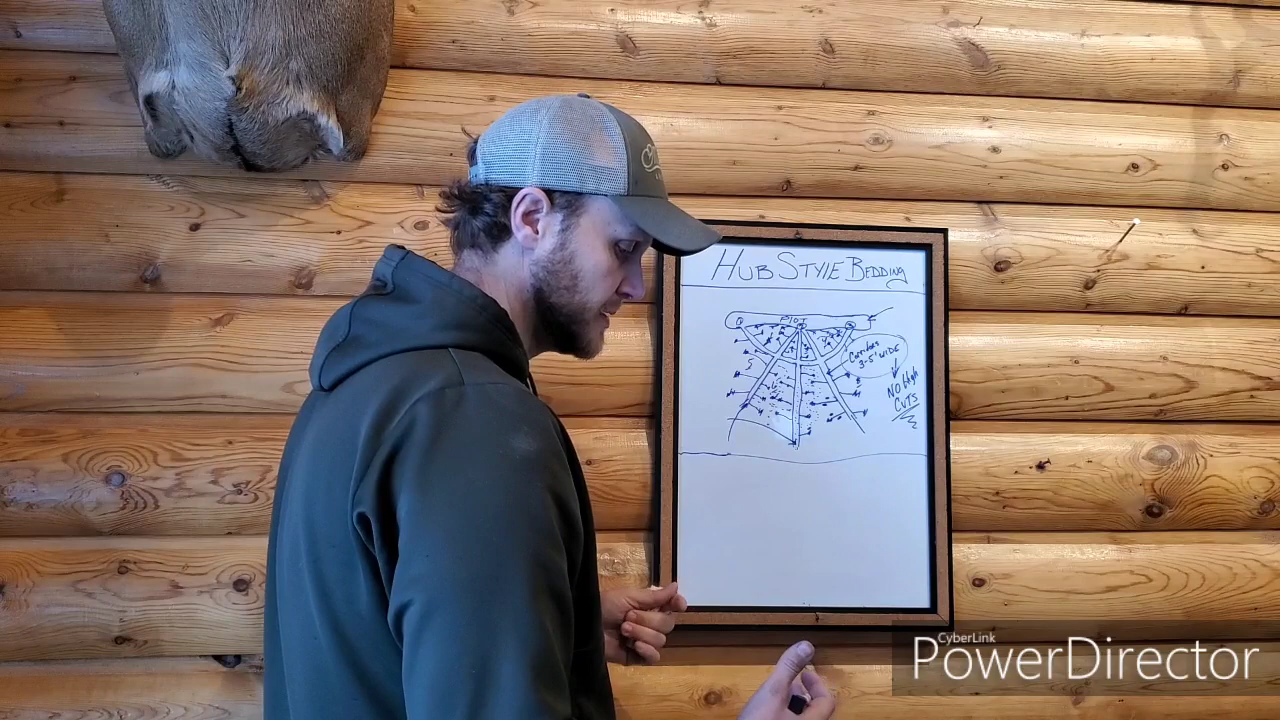 HUB STYLE BEDDING
PLOT
Corridors
3-5' WIDE
NO High
CUTS
CyberLink
PowerDirector